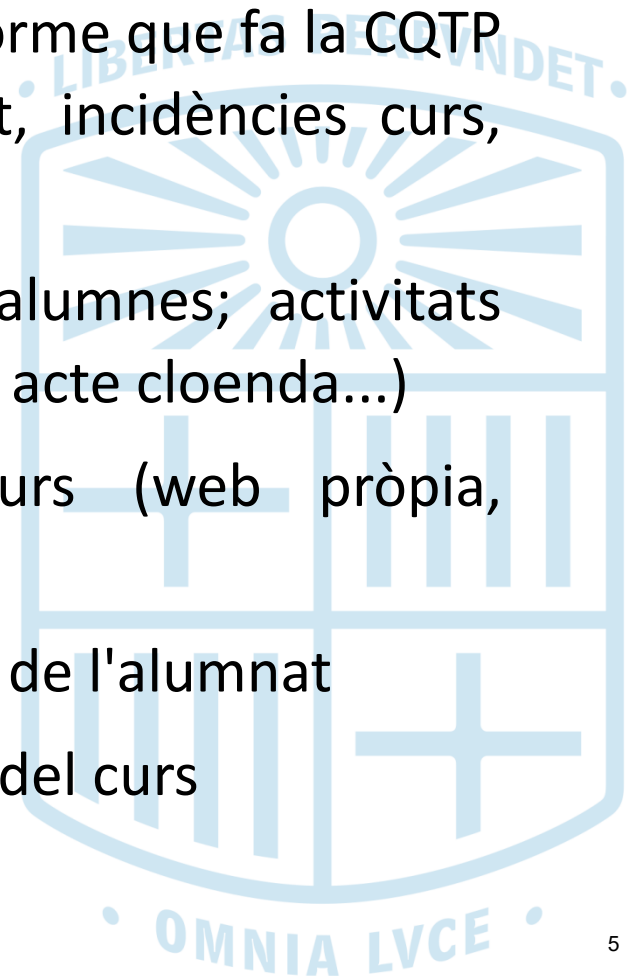 orme que fa la CQTP
LIBERTAS PERFVNDET
t, incidències curs,
alumnes; activitats
acte cloenda...)
urs (web pròpia,
de l'alumnat
del curs
• OMNIA LVCE •
5